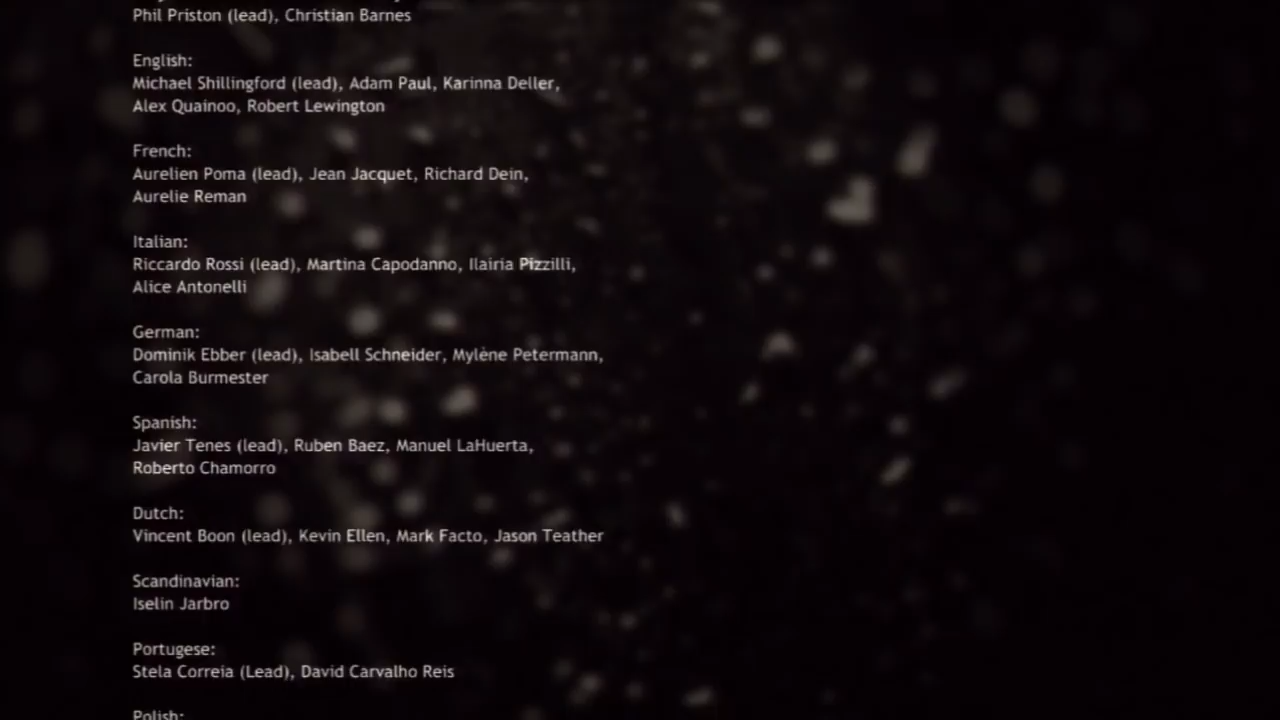 Phil Priston (lead), Christian Barnes
English:
Michael Shillingford (lead), Adam Paul, Karinna Deller,
Alex Quainoo, Robert Lewington
French:
Aurelien Poma (lead), Jean Jacquet, Richard Dein,
Aurelie Reman
Italian:
Riccardo Rossi (lead), Martina Capodanno, Ilairia Pizzilli,
Alice Antonelli
German:
Dominik Ebber (lead), Isabell Schneider, Mylène Petermann,
Carola Burmester
Spanish:
Javier Tenes (lead), Ruben Baez, Manuel LaHuerta,
Roberto Chamorro
Dutch:
Vincent Boon (lead), Kevin Ellen, Mark Facto, Jason Teather
Scandinavian:
Iselin Jarbro
Portugese:
Stela Correia (Lead), David Carvalho Reis
Polish: